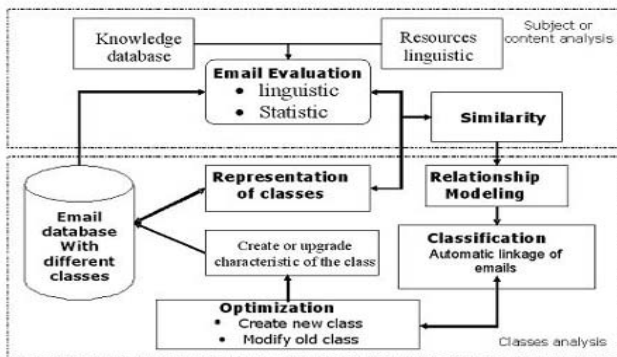 Subject or
content analysis
Knowledge
database
Resources
linguistic
Email Evaluation
• linguistic
• Statistic
Similarity
Representation
of classes
Relationship
Modeling
Email
database
With
different
classes
Create or upgrade
characteristic of the class
Classification
Automatic linkage of
emails
Optimization
• Create new class
• Modify old class
Classes analysis